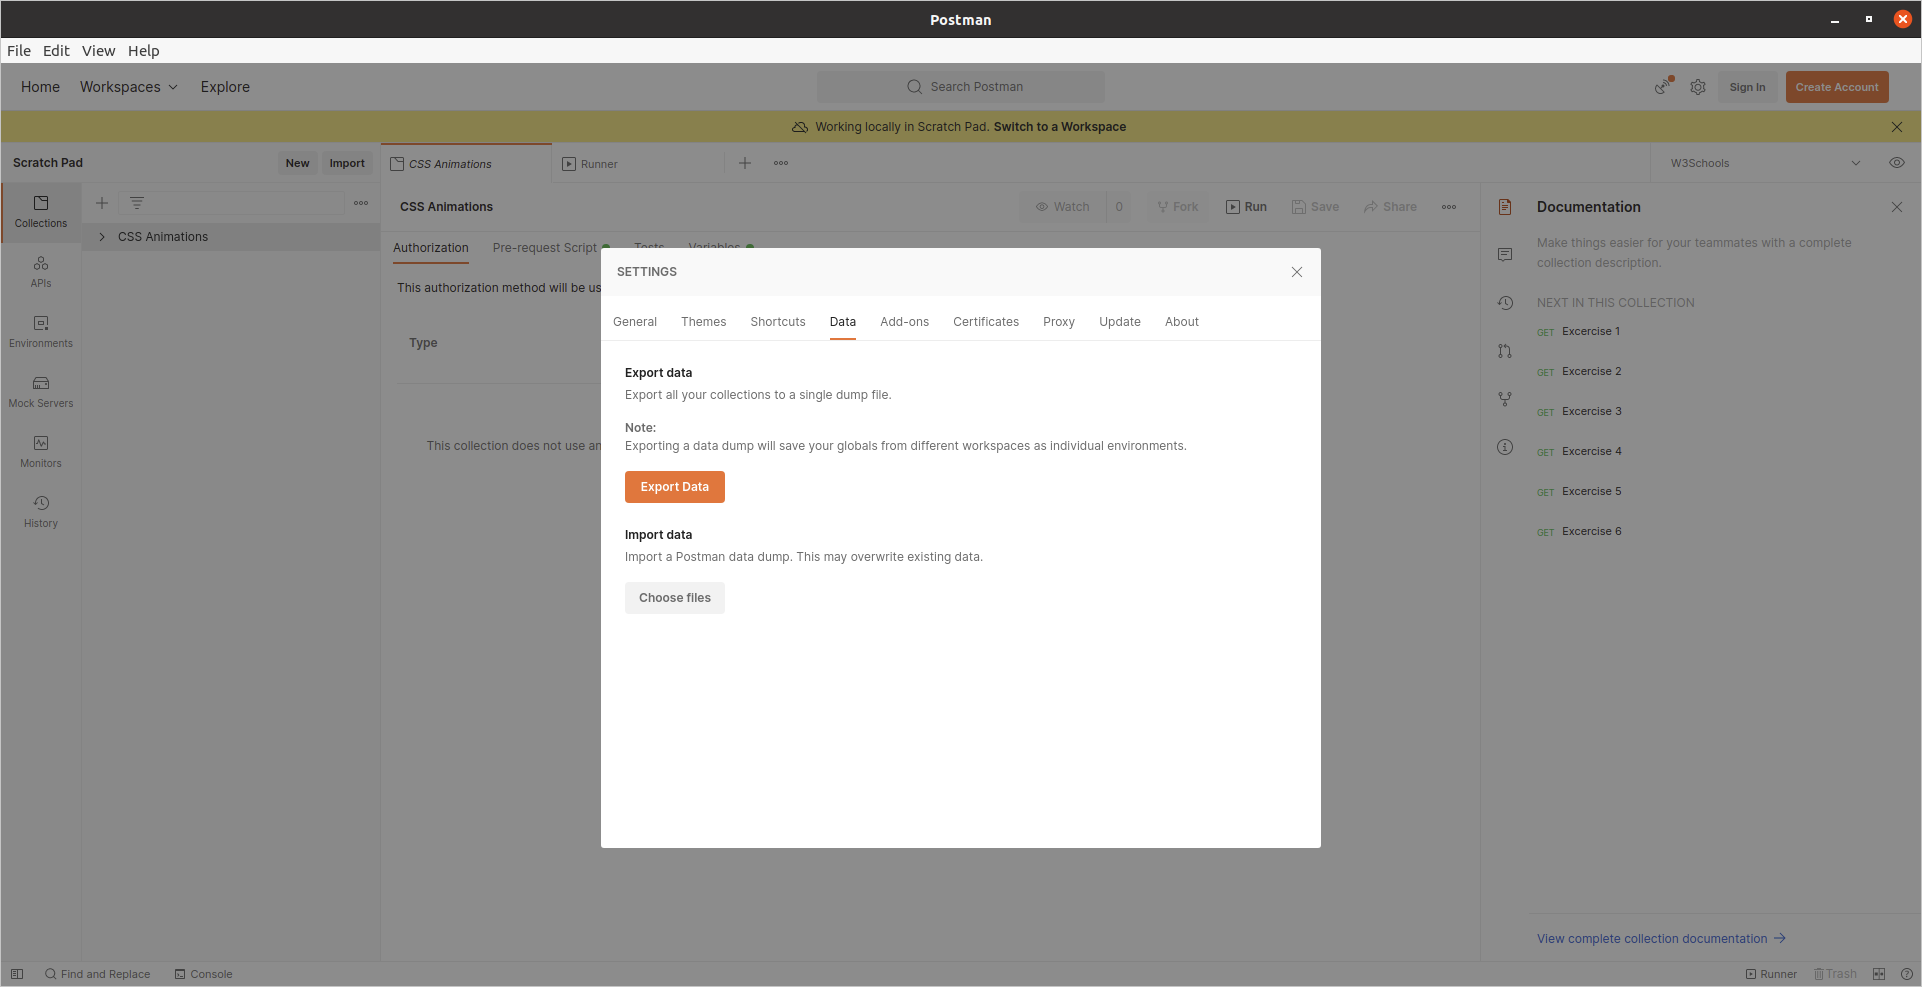 Postman
File Edit View Help
Home Workspaces Explore Search Postman Sign In Create Account
Working locally in Scratch Pad. Switch to a Workspace
Scratch Pad New Import CSS Animations Runner W3Schools
Collections
APIs
Environments
Mock Servers
Monitors
History
CSS Animations
CSS Animations Watch 0 Fork Run Save Share
Authorization Pre-request Script Tests Variables
This authorization method will be us
Type
This collection does not use an
SETTINGS
General Themes Shortcuts Data Add-ons Certificates Proxy Update About
Export data
Export all your collections to a single dump file.
Note:
Exporting a data dump will save your globals from different workspaces as individual environments.
Export Data
Import data
Import a Postman data dump. This may overwrite existing data.
Choose files
Documentation
Make things easier for your teammates with a complete
collection description.
NEXT IN THIS COLLECTION
GET Excercise 1
GET Excercise 2
GET Excercise 3
GET Excercise 4
GET Excercise 5
GET Excercise 6
View complete collection documentation
Find and Replace Console Runner Trash